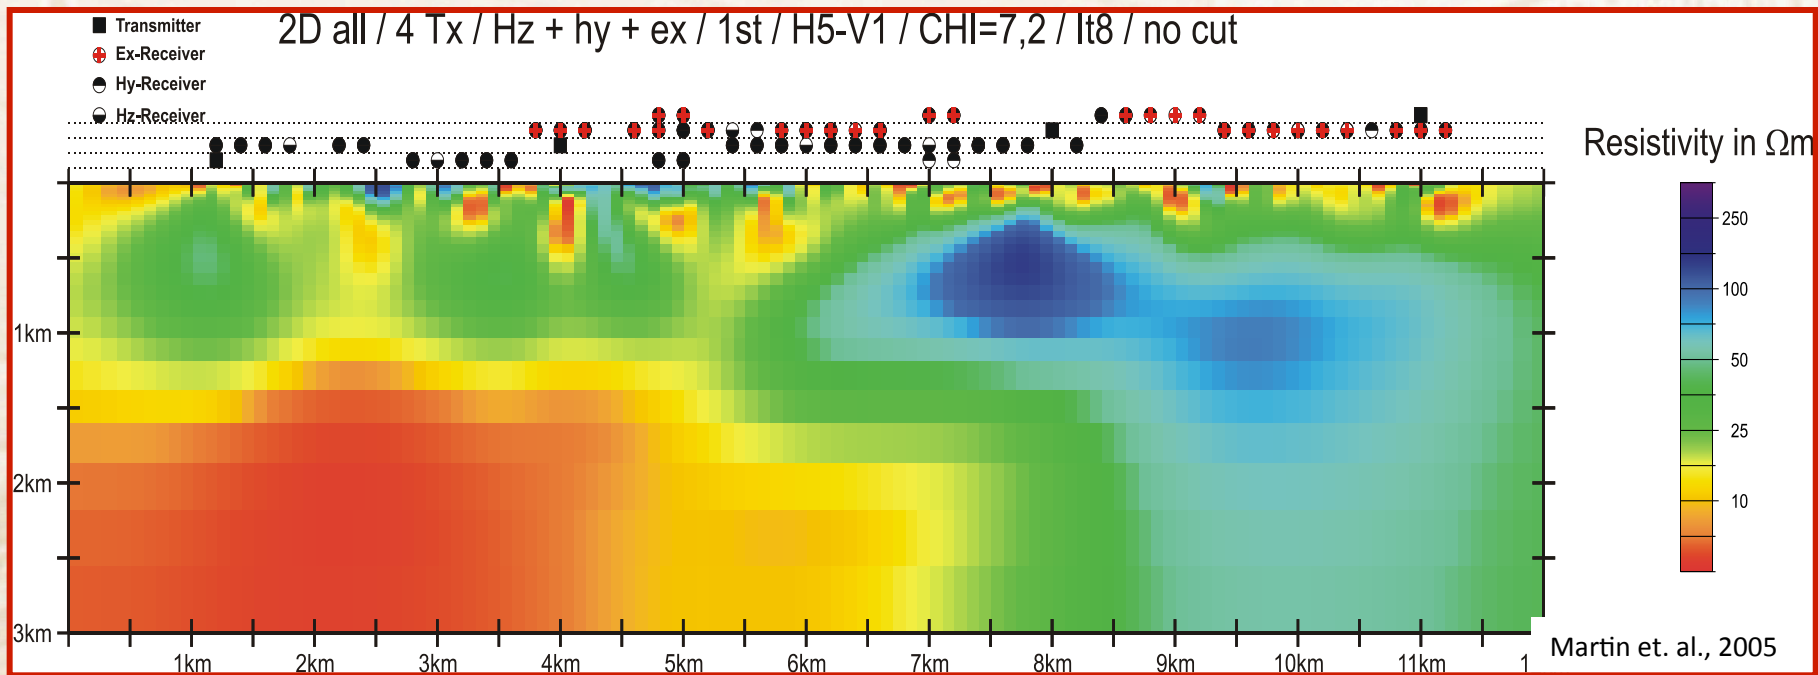 2D all / 4 Tx / Hz + hy + ex / 1st / H5-V1 / CHI=7,2 / It8 / no cut
Transmitter
Ex-Receiver
Hy-Receiver
Hz-Receiver
Resistivity in Ωm
250
100
50
25
10
1km
2km
3km
1km 2km 3km 4km 5km 6km 7km 8km 9km 10km 11km 1
Martin et. al., 2005